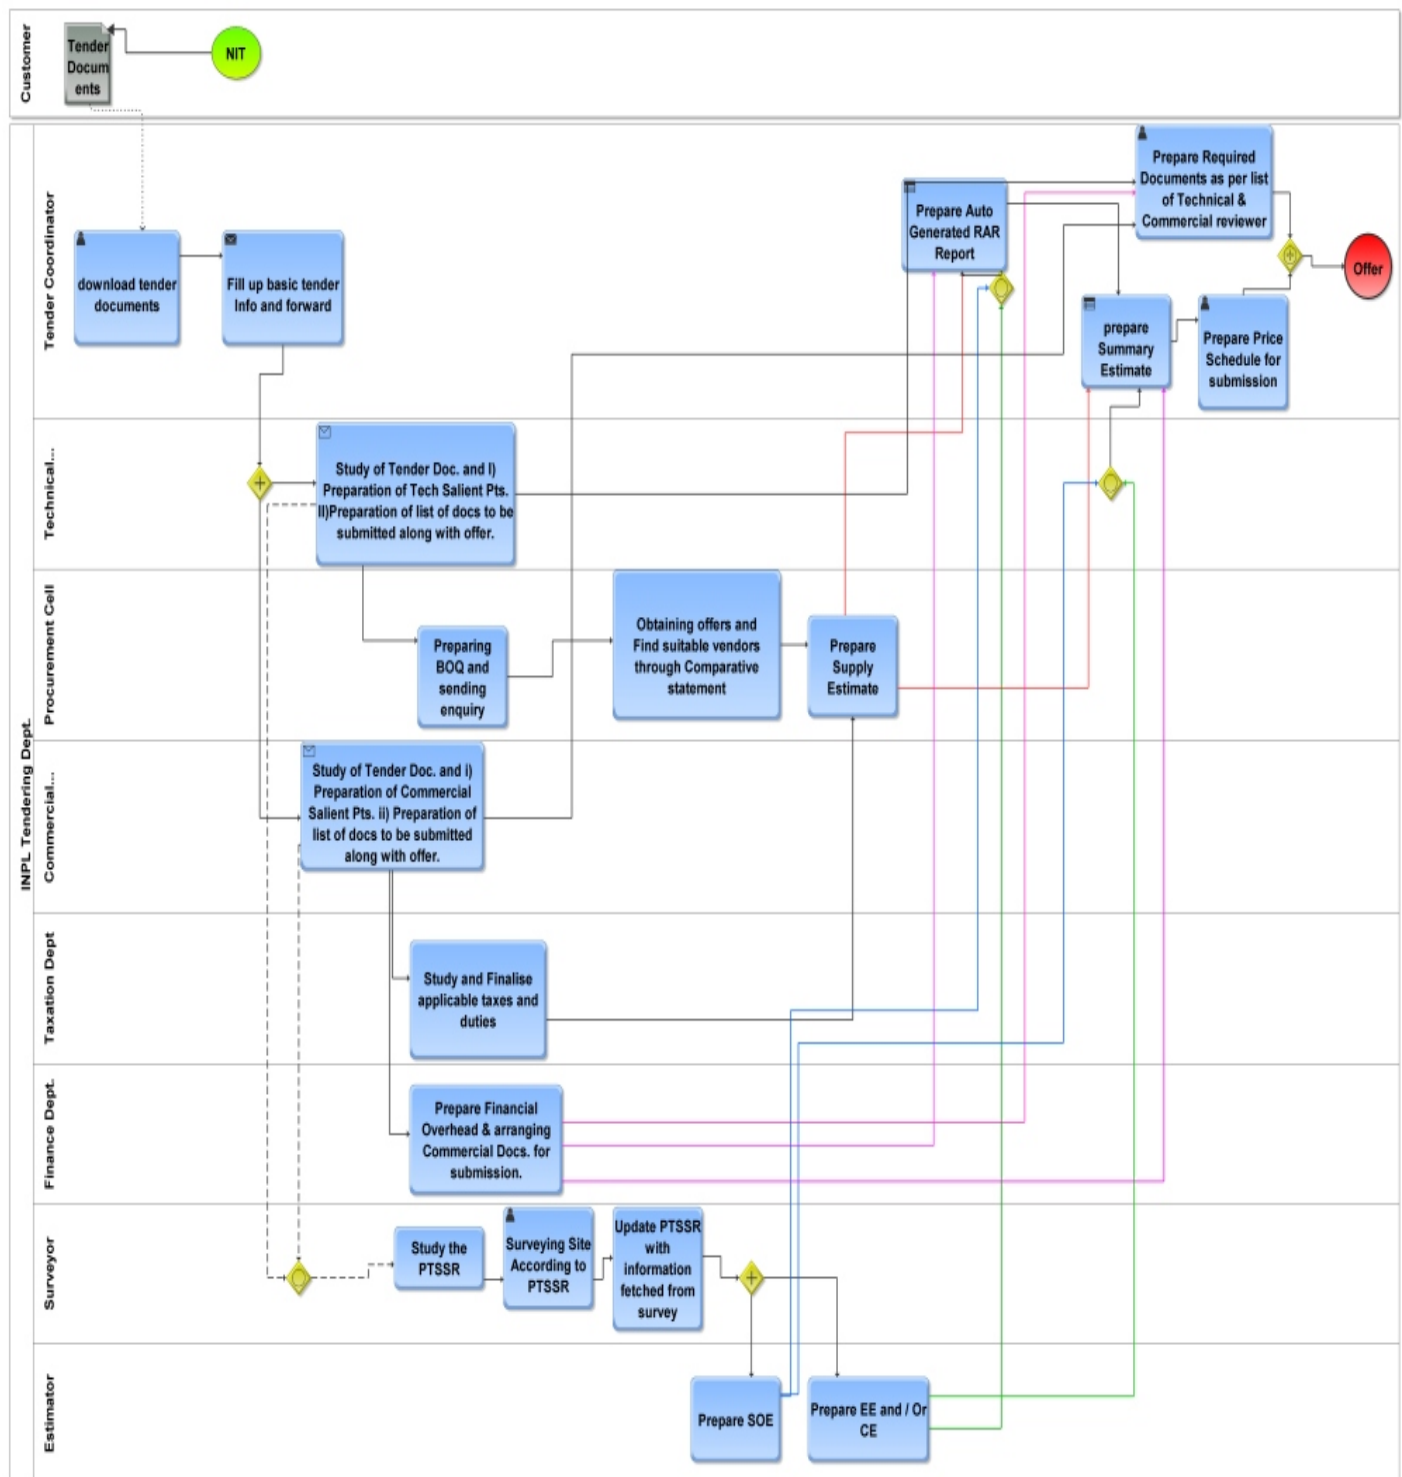 Customer
Tender
Docum
ents
NIT
INPL Tendering Dept.
Tender Coordinator
download tender
documents
Fill up basic tender
Info and forward
Prepare Auto
Generated RAR
Report
Prepare Required
Documents as per list
of Technical &
Commercial reviewer
Offer
prepare
Summary
Estimate
Prepare Price
Schedule for
submission
Technical...
Study of Tender Doc. and I)
Preparation of Tech Salient Pts.
II)Preparation of list of docs to be
submitted along with offer.
Procurement Cell
Preparing
BOQ and
sending
enquiry
Obtaining offers and
Find suitable vendors
through Comparative
statement
Prepare
Supply
Estimate
Commercial...
Study of Tender Doc. and i)
Preparation of Commercial
Salient Pts. ii) Preparation of
list of docs to be submitted
along with offer.
Taxation Dept
Study and Finalise
applicable taxes and
duties
Finance Dept.
Prepare Financial
Overhead & arranging
Commercial Docs. for
submission.
Surveyor
Study the
PTSSR
Surveying Site
According to
PTSSR
Update PTSSR
with
information
fetched from
survey
Estimator
Prepare SOE
Prepare EE and / Or
CE